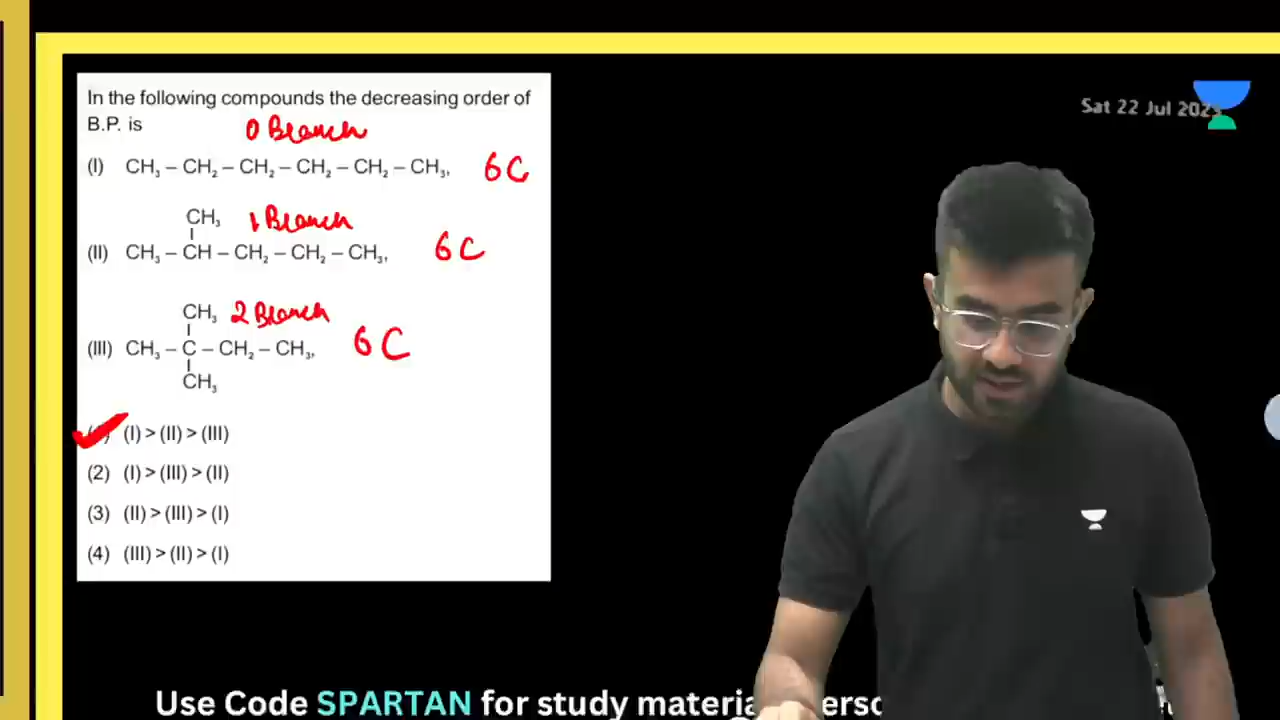 Sat 22 Jul 2023
In the following compounds the decreasing order of
B.P. is
0 Branch
(I) CH₃ – CH₂ – CH₂ – CH₂ – CH₂ – CH₃, 6C
CH₃ 1 Branch
(II) CH₃ – CH – CH₂ – CH₂ – CH₃, 6C
CH₃ 2 Branch
(III) CH₃ – C – CH₂ – CH₃, 6C
CH₃
(I) > (II) > (III)
(2) (I) > (III) > (II)
(3) (II) > (III) > (I)
(4) (III) > (II) > (I)
Use Code SPARTAN for study material